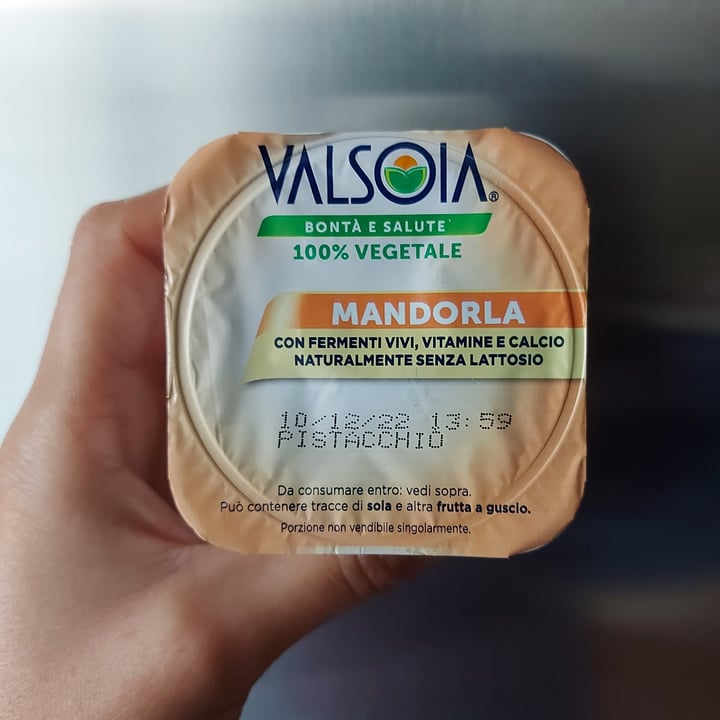 VALSOIA®
BONTÀ E SALUTE
100% VEGETALE
MANDORLA
CON FERMENTI VIVI, VITAMINE E CALCIO
NATURALMENTE SENZA LATTOSIO
10/12/22 13:59
PISTACCHIO
Da consumare entro: vedi sopra.
Può contenere tracce di soia e altra frutta a guscio.
Porzione non vendibile singolarmente.